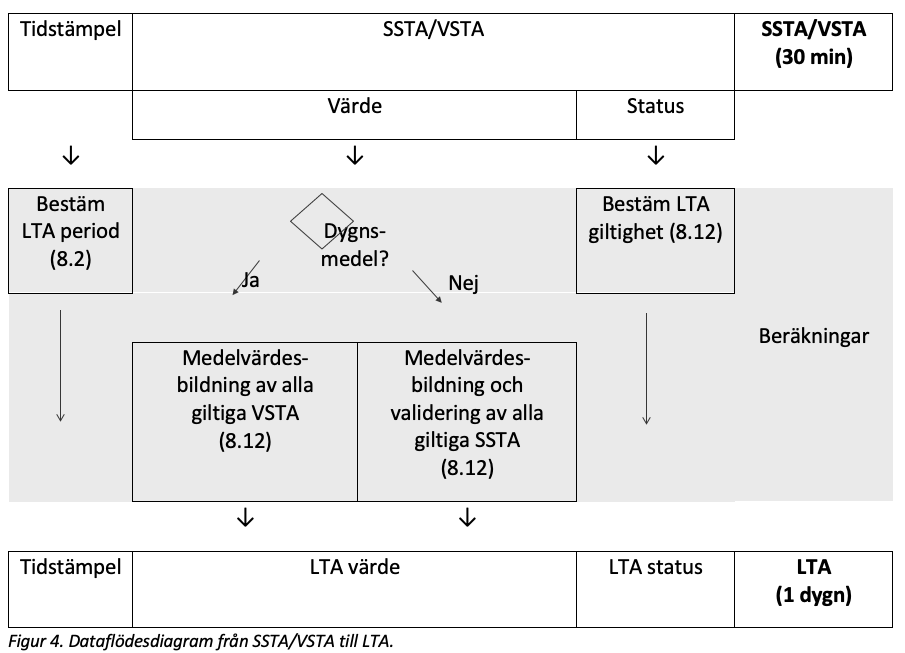 Tidstämpel
SSTA/VSTA
SSTA/VSTA
(30 min)
Värde
Status
Bestäm
LTA period
(8.2)
Dygns-
medel?
Ja
Nej
Bestäm LTA
giltighet (8.12)
Beräkningar
Medelvärdes-
bildning av alla
giltiga VSTA
(8.12)
Medelvärdes-
bildning och
validering av alla
giltiga SSTA
(8.12)
Tidstämpel
LTA värde
LTA status
LTA
(1 dygn)
Figur 4. Dataflödesdiagram från SSTA/VSTA till LTA.